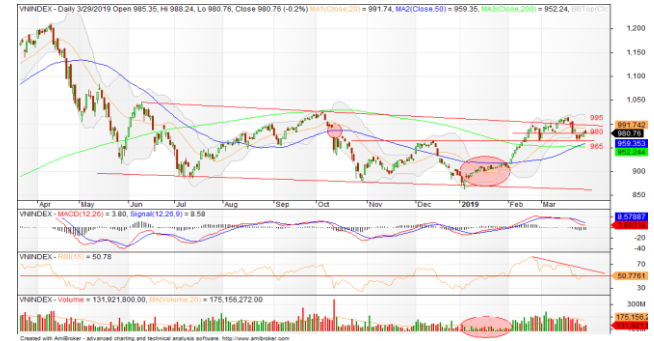 VNINDEX - Daily 3/29/2019 Open 985.35, Hi 988.24, Lo 980.76, Close 980.76 (-0.2%) MA1(Close,20) = 991.74, MA2(Close,50) = 959.35, MA3(Close,200) = 952.24, BBTop(Cl
1,200
1,150
1,100
1,050
995
991.742
980
980.76
959.353
965
952.244
900
850
Apr May Jun Jul Aug Sep Oct Nov Dec 2019 Feb Mar
VNINDEX - MACD(12,26) = 3.80, Signal(12,26,9) = 8.58
8.57887
VNINDEX - RSI(15) = 50.78
70
50.7761
30
VNINDEX - Volume = 131,921,800.00, MA(Volume,20) = 175,156,272.00
300M
175,156,2
Created with AmiBroker - advanced charting and technical analysis software. http://www.amibroker.com